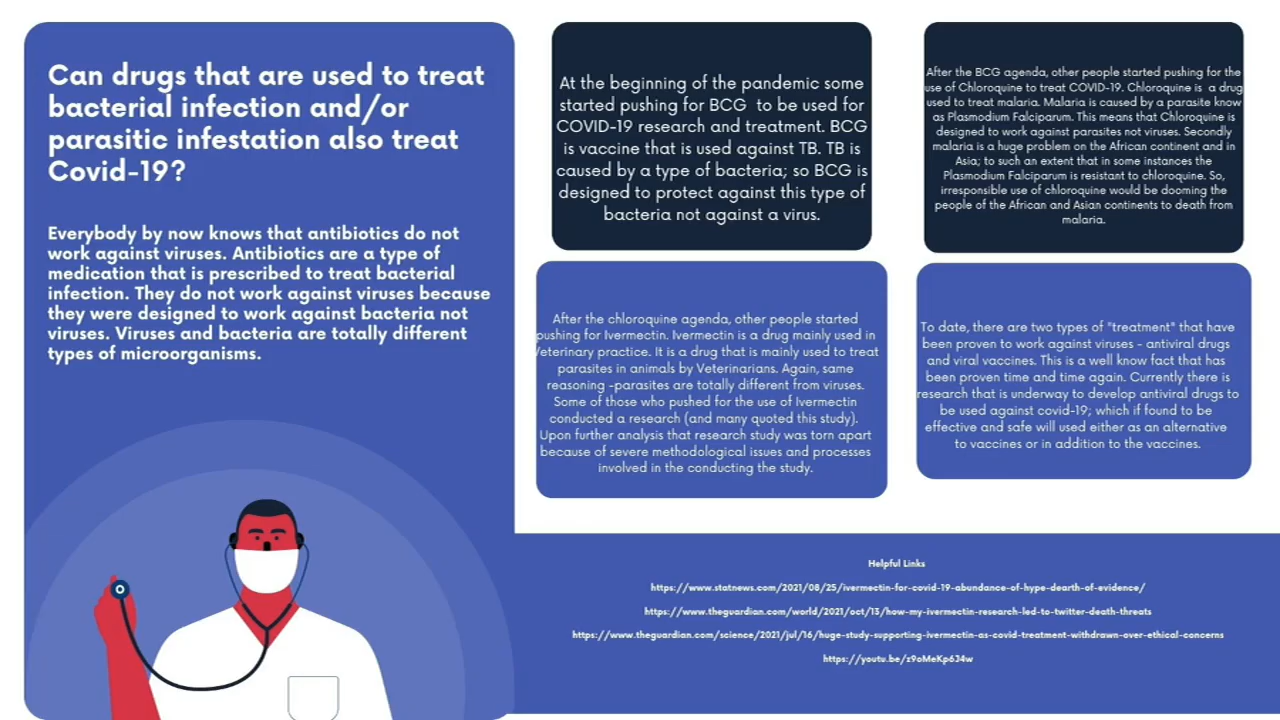 Can drugs that are used to treat
bacterial infection and/or
parasitic infestation also treat
Covid-19?
Everybody by now knows that antibiotics do not
work against viruses. Antibiotics are a type of
medication that is prescribed to treat bacterial
infection. They do not work against viruses because
they were designed to work against bacteria not
viruses. Viruses and bacteria are totally different
types of microorganisms.
At the beginning of the pandemic some
started pushing for BCG to be used for
COVID-19 research and treatment. BCG
is vaccine that is used against TB. TB is
caused by a type of bacteria; so BCG is
designed to protect against this type of
bacteria not against a virus.
After the BCG agenda, other people started pushing for the
use of Chloroquine to treat COVID-19. Chloroquine is a drug
used to treat malaria. Malaria is caused by a parasite know
as Plasmodium Falciparum. This means that Chloroquine is
designed to work against parasites not viruses. Secondly
malaria is a huge problem on the African continent and in
Asia; to such an extent that in some instances the
Plasmodium Falciparum is resistant to chloroquine. So,
irresponsible use of chloroquine would be dooming the
people of the African and Asian continents to death from
malaria.
After the chloroquine agenda, other people started
pushing for Ivermectin. Ivermectin is a drug mainly used in
Veterinary practice. It is a drug that is mainly used to treat
parasites in animals by Veterinarians. Again, same
reasoning -parasites are totally different from viruses.
Some of those who pushed for the use of Ivermectin
conducted a research (and many quoted this study).
Upon further analysis that research study was torn apart
because of severe methodological issues and processes
involved in the conducting the study.
To date, there are two types of "treatment" that have
been proven to work against viruses - antiviral drugs
and viral vaccines. This is a well know fact that has
been proven time and time again. Currently there is
research that is underway to develop antiviral drugs to
be used against covid-19; which if found to be
effective and safe will used either as an alternative
to vaccines or in addition to the vaccines.
Helpful Links
https://www.statnews.com/2021/08/25/ivermectin-for-covid-19-abundance-of-hype-dearth-of-evidence/
https://www.theguardian.com/world/2021/oct/13/how-my-ivermectin-research-led-to-twitter-death-threats
https://www.theguardian.com/science/2021/jul/16/huge-study-supporting-ivermectin-as-covid-treatment-withdrawn-over-ethical-concerns
https://youtu.be/z9oMeKp634w